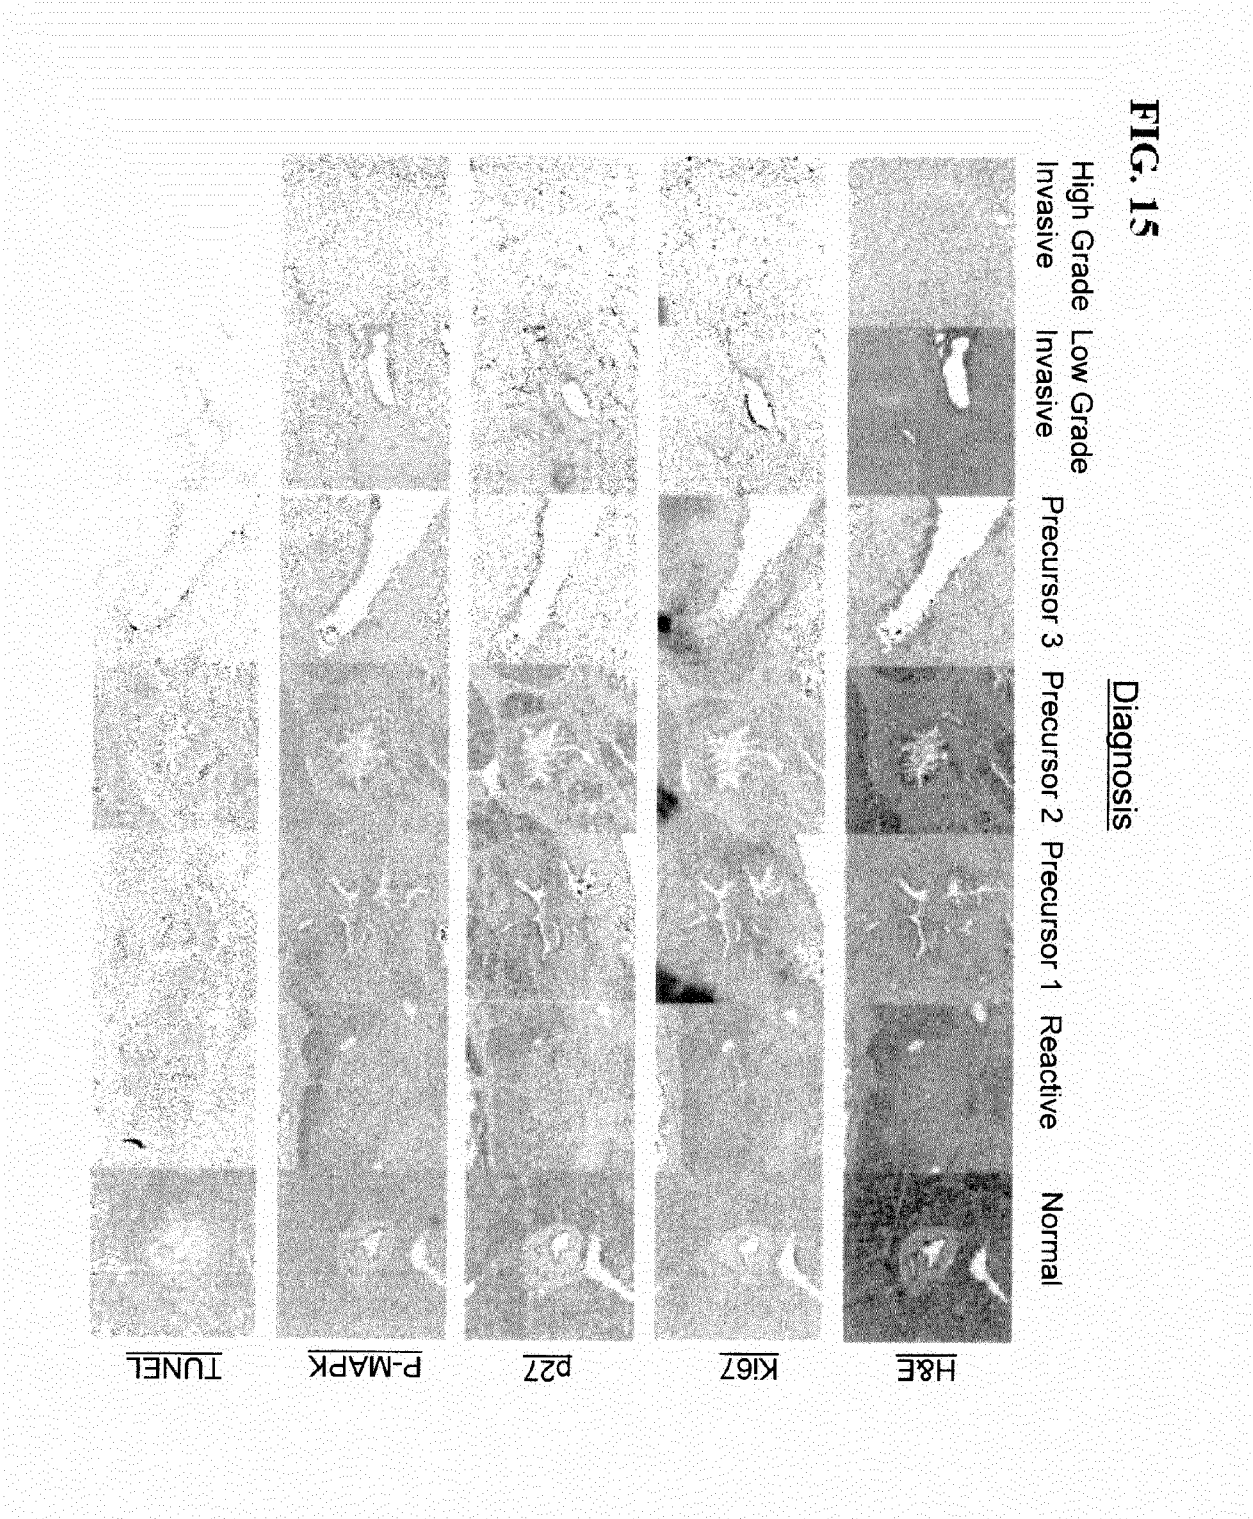 FIG. 15
Diagnosis
High Grade
Invasive
Low Grade
Invasive
Precursor 3
Precursor 2
Precursor 1
Reactive
Normal
H&E
Ki67
p27
P-MAPK
TUNEL